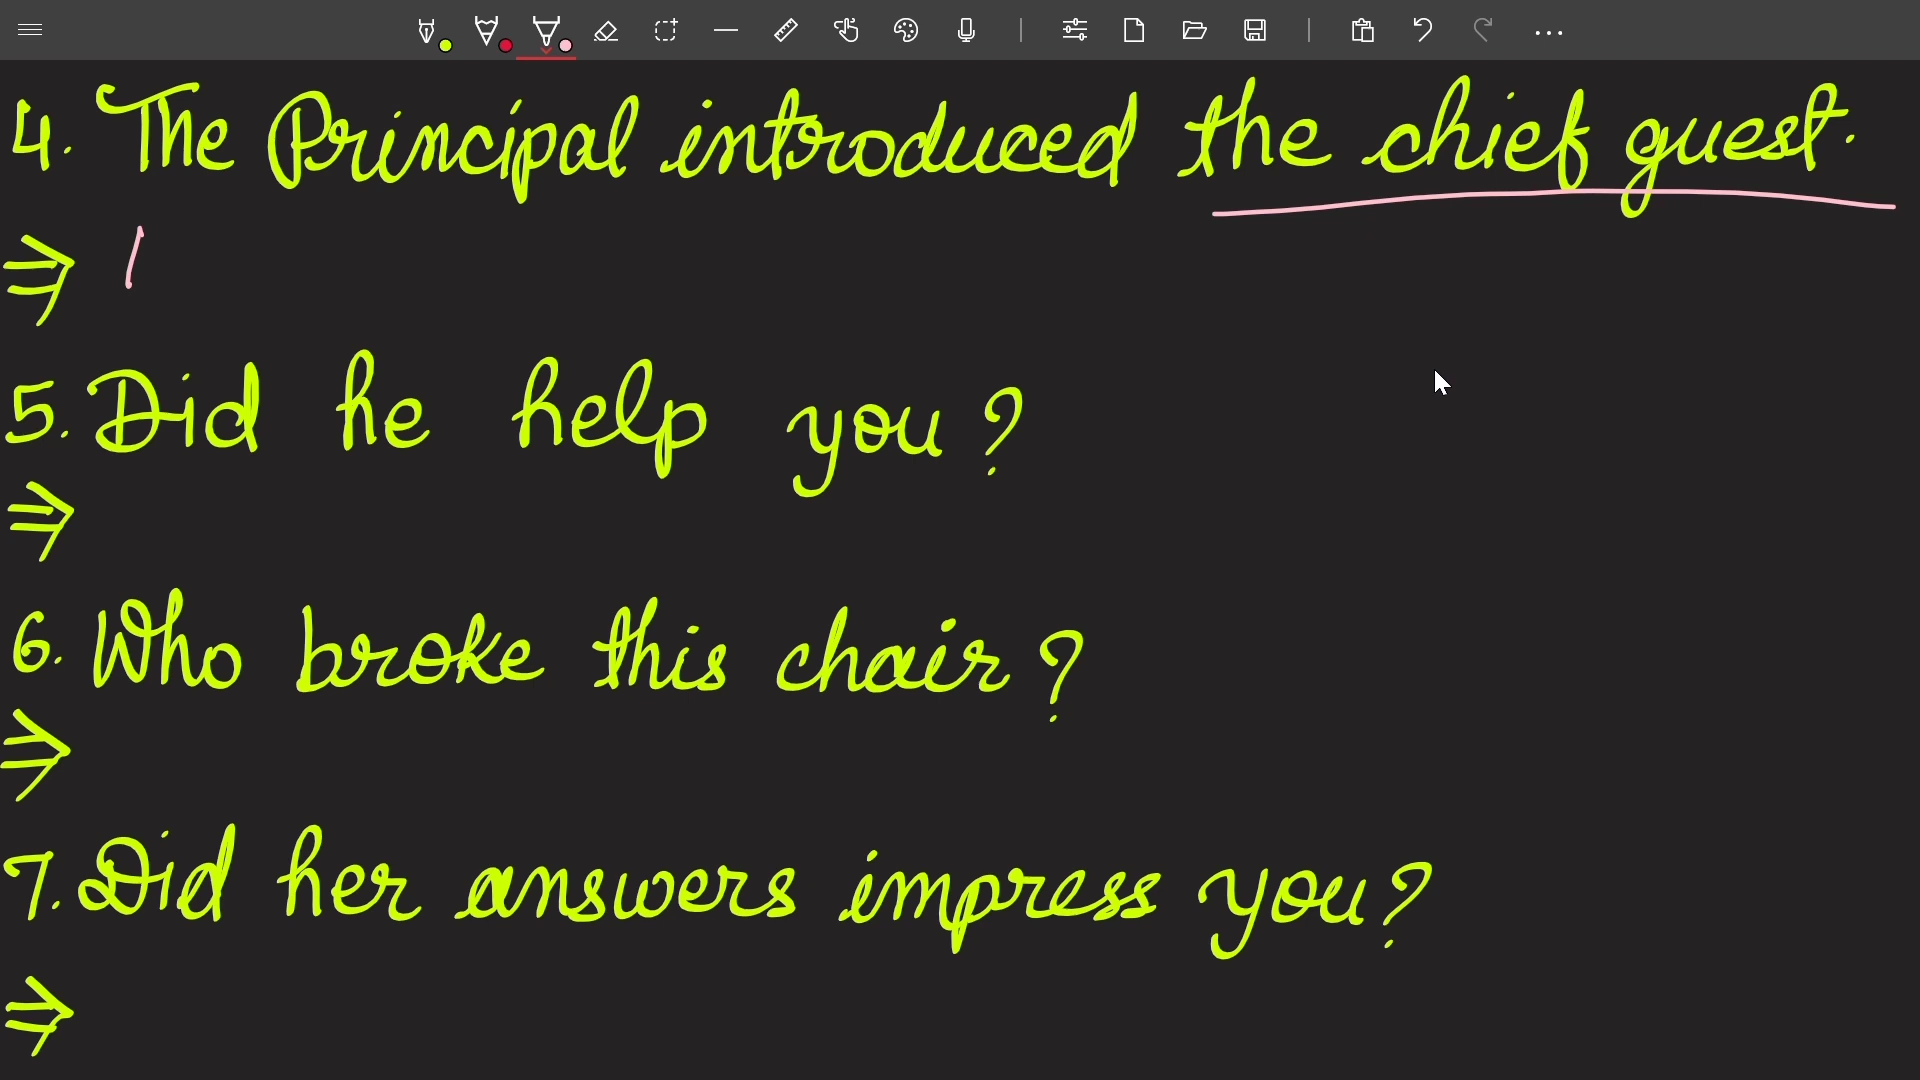 4. The Principal introduced the chief guest.
⇒
5. Did he help you?
⇒
6. Who broke this chair?
⇒
7. Did her answers impress you?
⇒